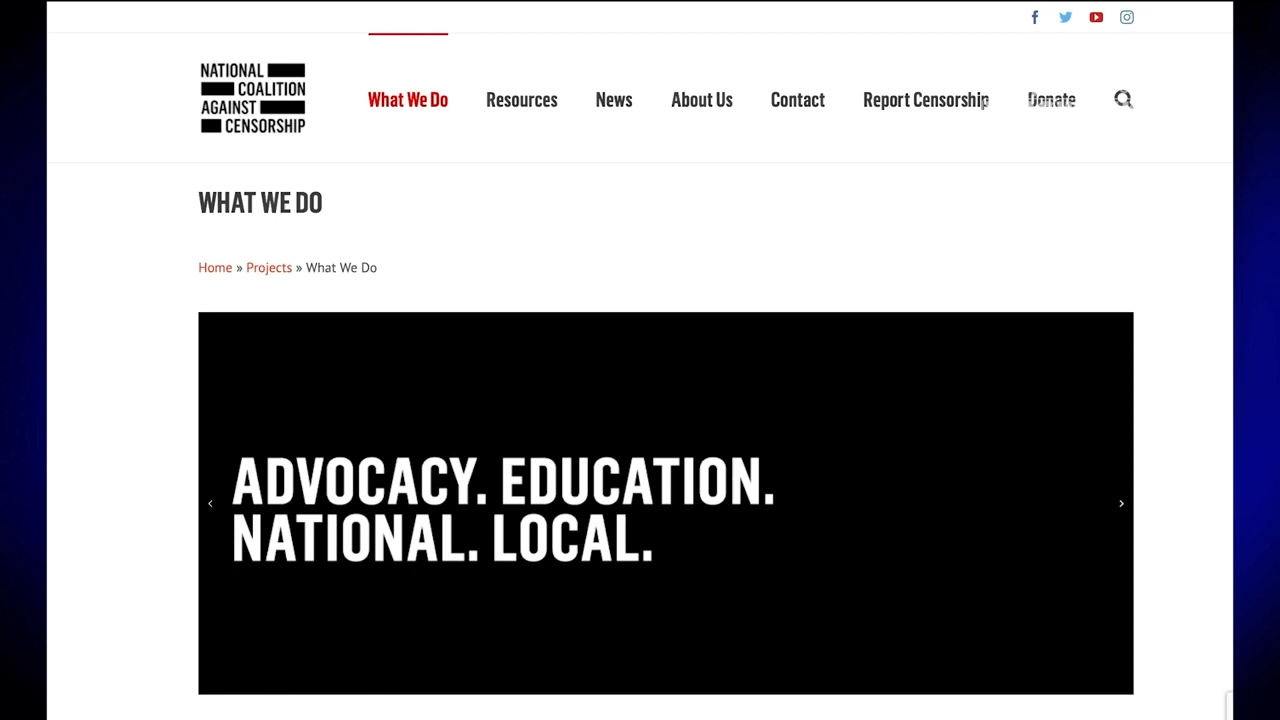 NATIONAL
COALITION
AGAINST
CENSORSHIP
What We Do Resources News About Us Contact Report Censorship Donate
WHAT WE DO
Home » Projects » What We Do
ADVOCACY. EDUCATION.
NATIONAL. LOCAL.